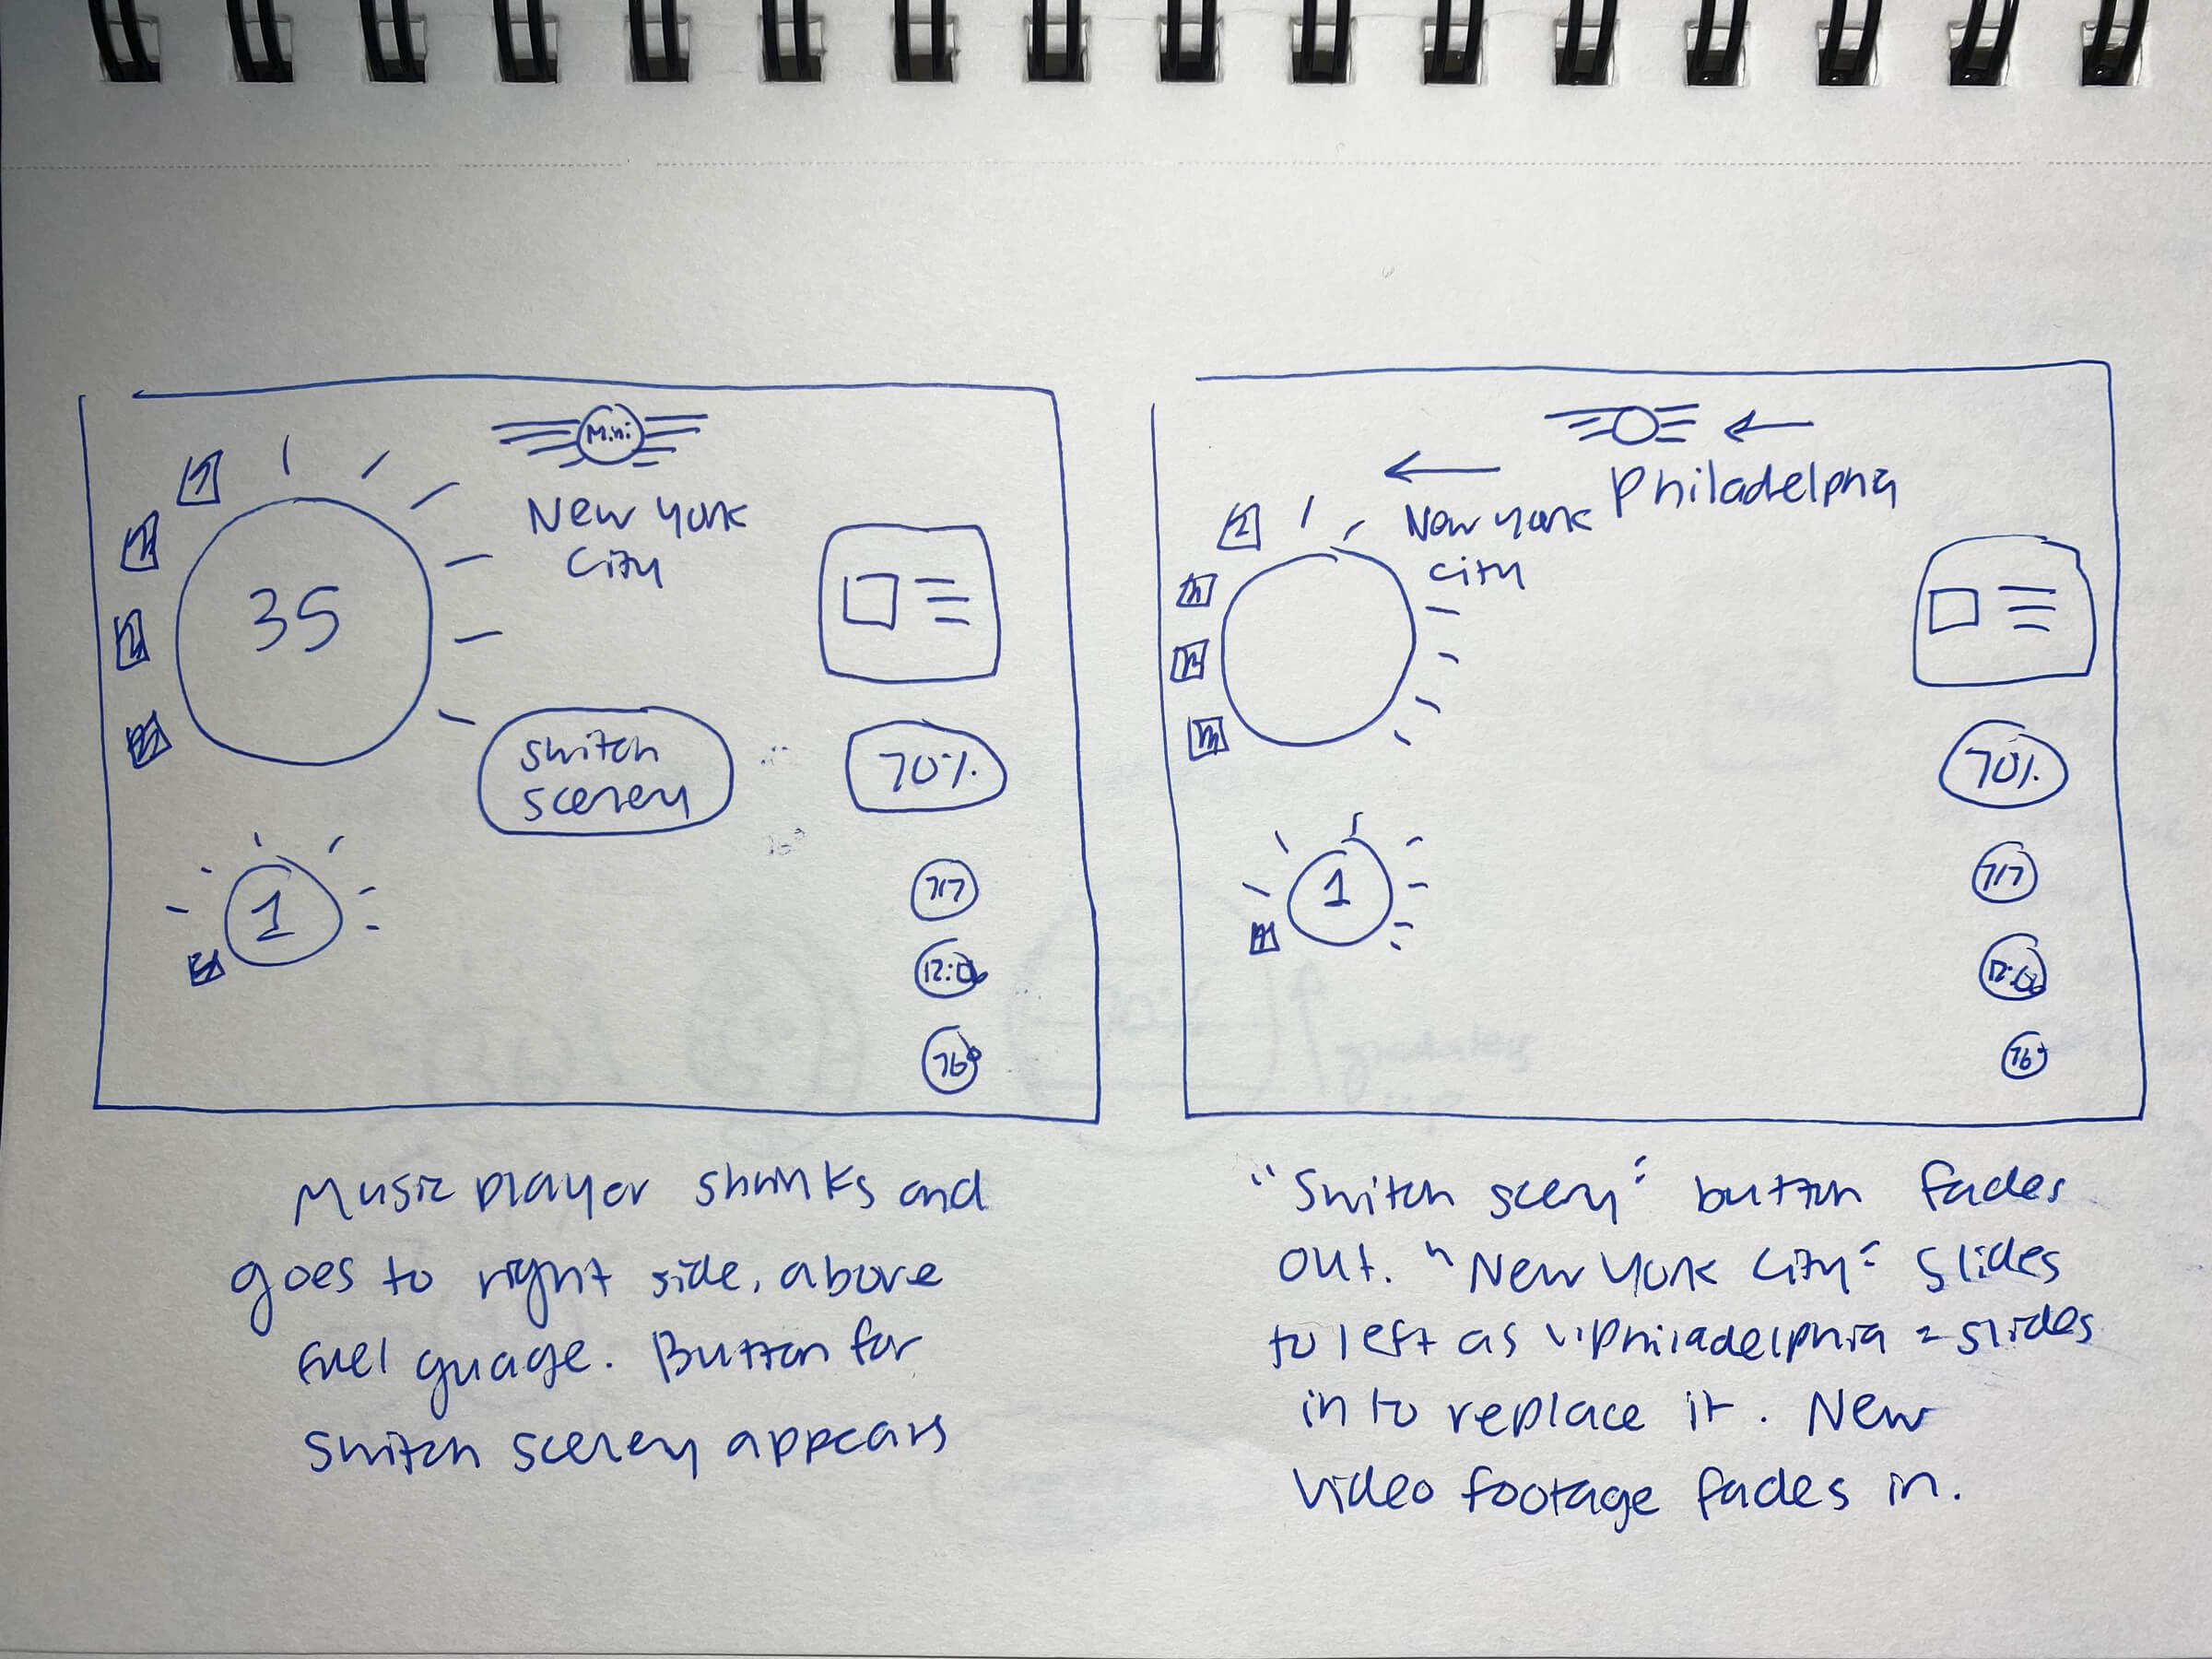 Mini
New York
City
35
switch
scenery
70%
1
7/7
12:06
76°
Music player shrinks and
goes to right side, above
fuel guage. Button for
switch scenery appears
Philadelphia
New York
City
70%
1
7/7
12:06
76°
"Switch scery" button fades
out. "New York City" slides
to left as "Philadelphia" slides
in to replace it. New
video footage fades in.